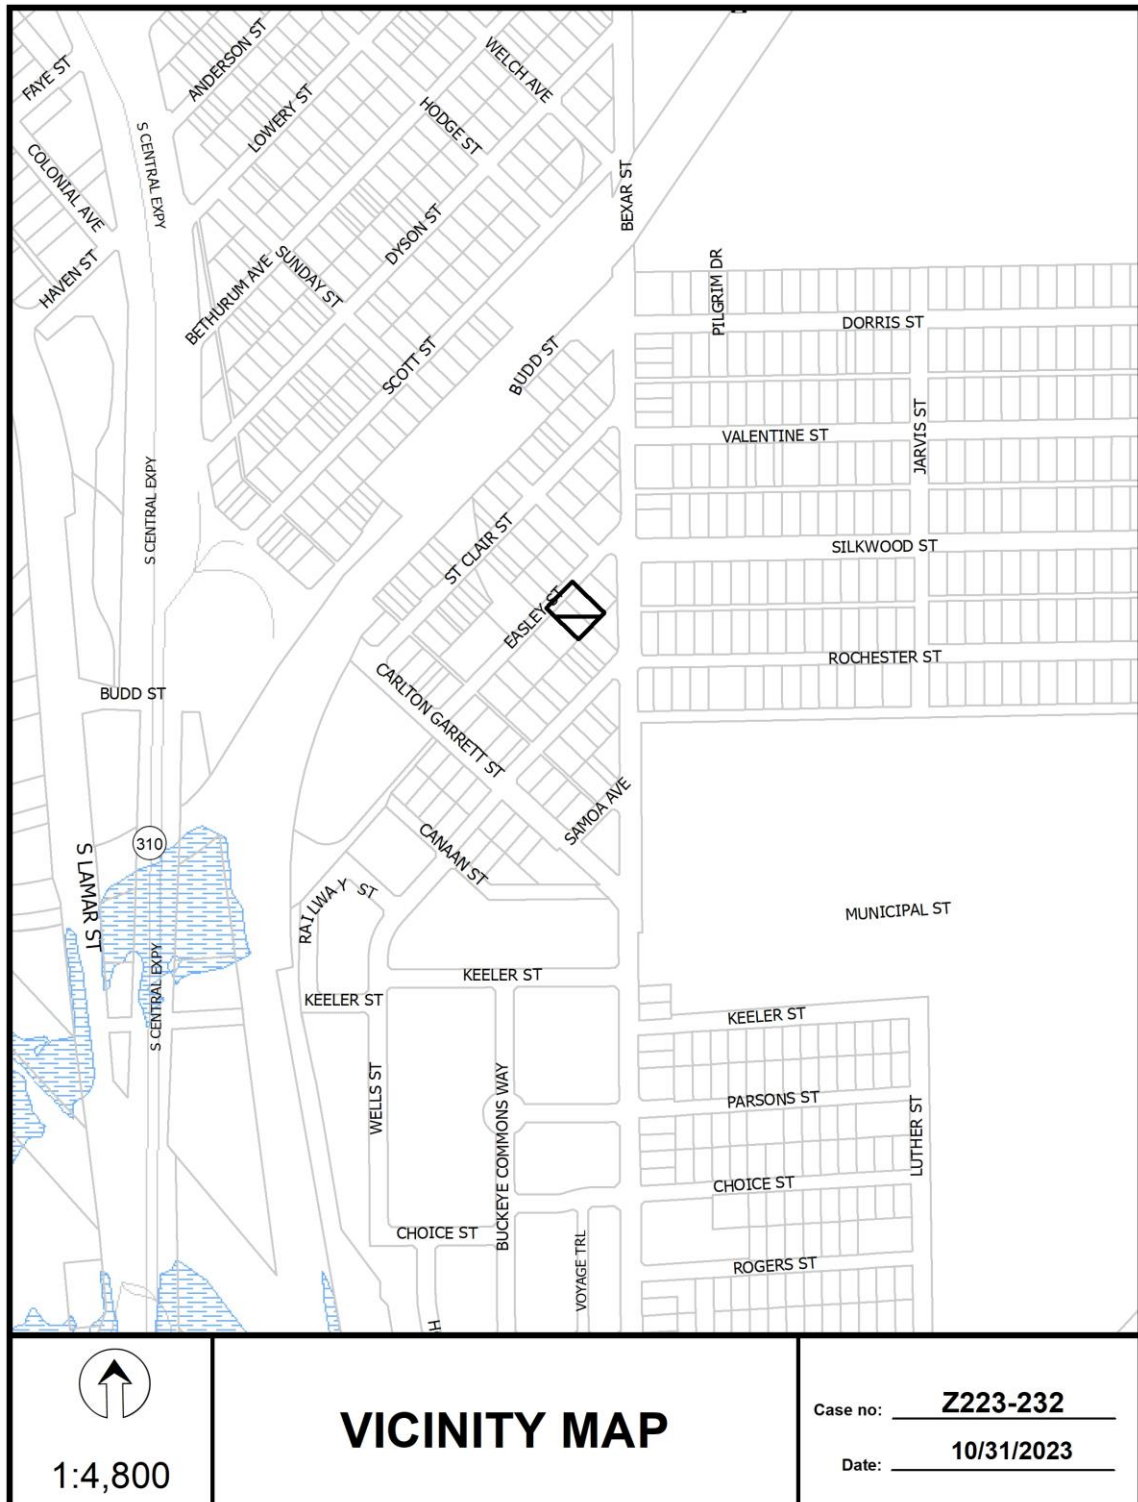 FAYE ST
ANDERSON ST
WELCH AVE
LOWERY ST
HODGE ST
S CENTRAL EXPY
COLONIAL AVE
BEXAR ST
DYSON ST
SUNDAY ST
HAVEN ST
BETHURUM AVE
PILGRIM DR
DORRIS ST
SCOTT ST
BUDD ST
VALENTINE ST
JARVIS ST
S CENTRAL EXPY
ST CLAIR ST
SILKWOOD ST
EASLEY ST
ROCHESTER ST
BUDD ST
CARLTON GARRETT ST
SAMOA AVE
310
CANAAN ST
S LAMAR ST
RAILWAY ST
MUNICIPAL ST
S CENTRAL EXPY
KEELER ST
KEELER ST
KEELER ST
WELLS ST
BUCKEYE COMMONS WAY
PARSONS ST
LUTHER ST
CHOICE ST
CHOICE ST
VOYAGE TRL
ROGERS ST
H
1:4,800
VICINITY MAP
Case no: Z223-232
Date: 10/31/2023